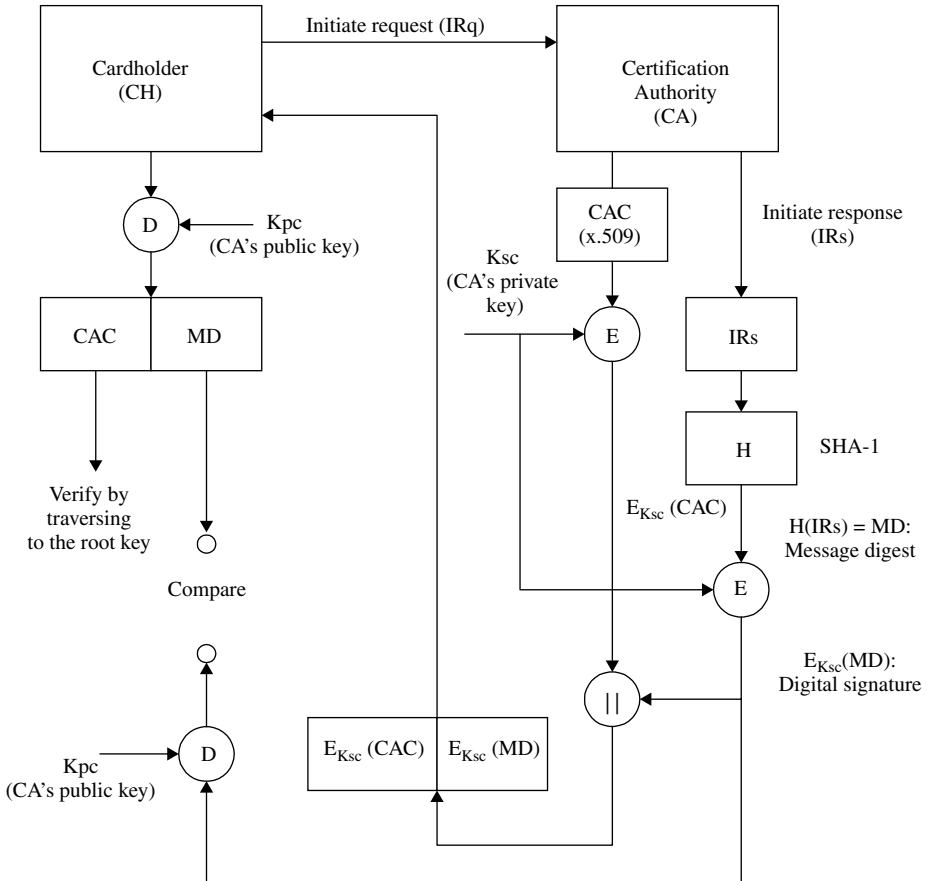 Initiate request (IRq)
Cardholder
(CH)
Certification
Authority
(CA)
D
Kpc
(CA's public key)
CAC
(x.509)
Initiate response
(IRs)
Ksc
(CA's private
key)
CAC
MD
E
IRs
H
SHA-1
Verify by
traversing
to the root key
E_Ksc (CAC)
H(IRs) = MD:
Message digest
Compare
E
E_Ksc(MD):
Digital signature
||
E_Ksc (CAC)
E_Ksc (MD)
D
Kpc
(CA's public key)